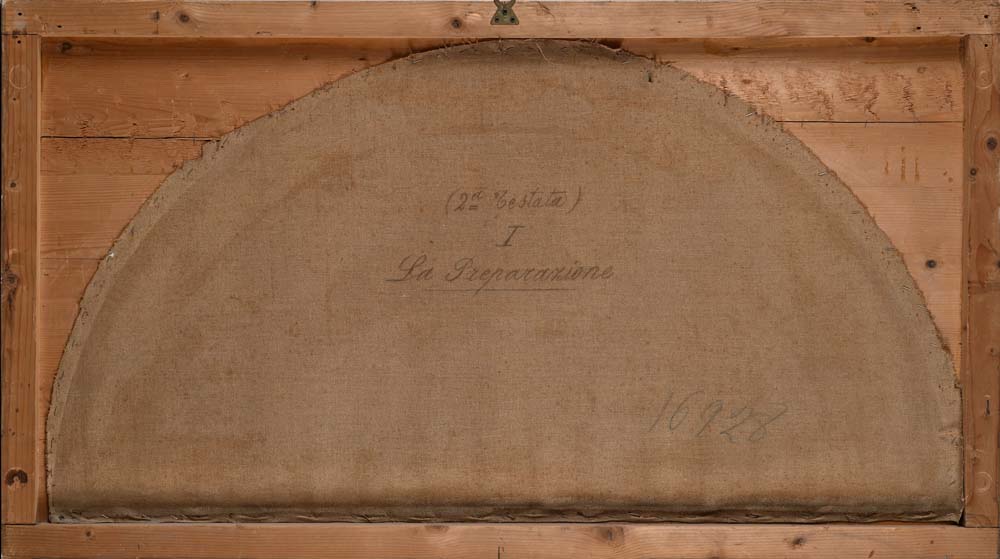 (2ª Testata)
I
La Preparazione
16928